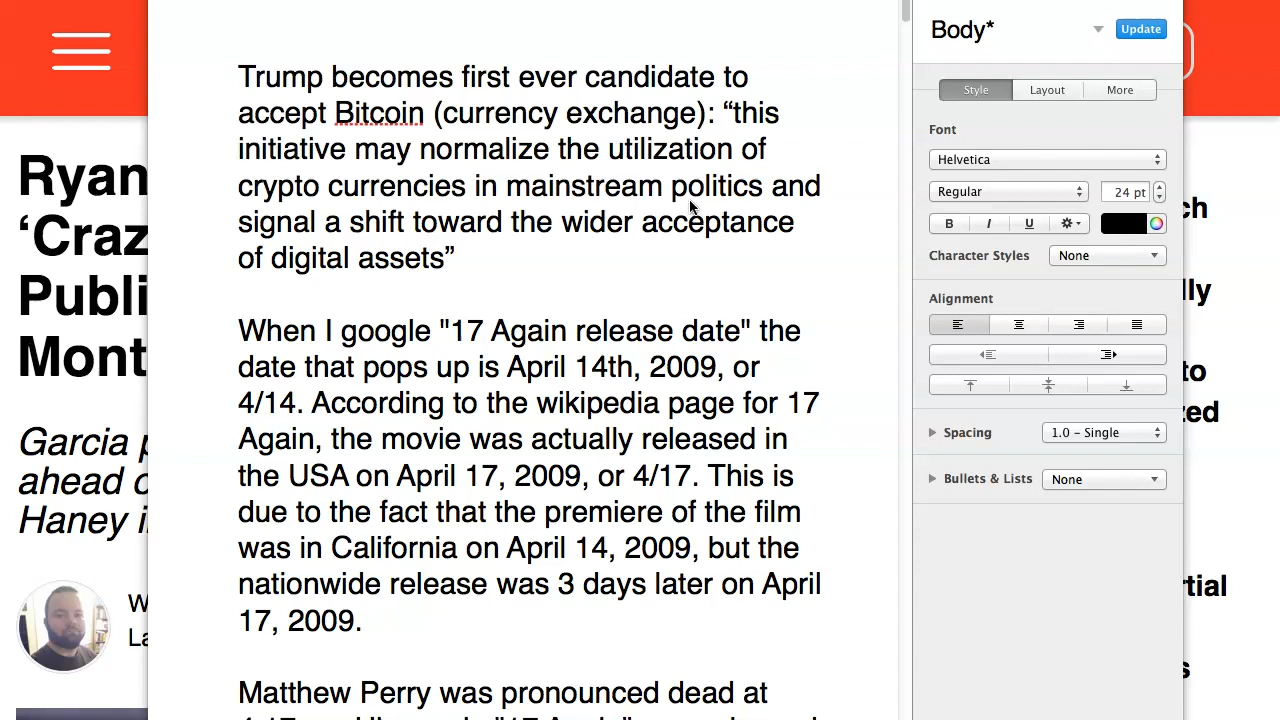 Trump becomes first ever candidate to
accept Bitcoin (currency exchange): “this
initiative may normalize the utilization of
crypto currencies in mainstream politics and
signal a shift toward the wider acceptance
of digital assets”
When I google "17 Again release date" the
date that pops up is April 14th, 2009, or
4/14. According to the wikipedia page for 17
Again, the movie was actually released in
the USA on April 17, 2009, or 4/17. This is
due to the fact that the premiere of the film
was in California on April 14, 2009, but the
nationwide release was 3 days later on April
17, 2009.
Matthew Perry was pronounced dead at
Body*
Update
Style
Layout
More
Font
Helvetica
Regular
24 pt
B
I
U
Character Styles
None
Alignment
Spacing
1.0 – Single
Bullets & Lists
None
Ryan
‘Craz
Publi
Mont
Garcia p
ahead o
Haney i
W
La
ch
lly
to
zed
rtial
s